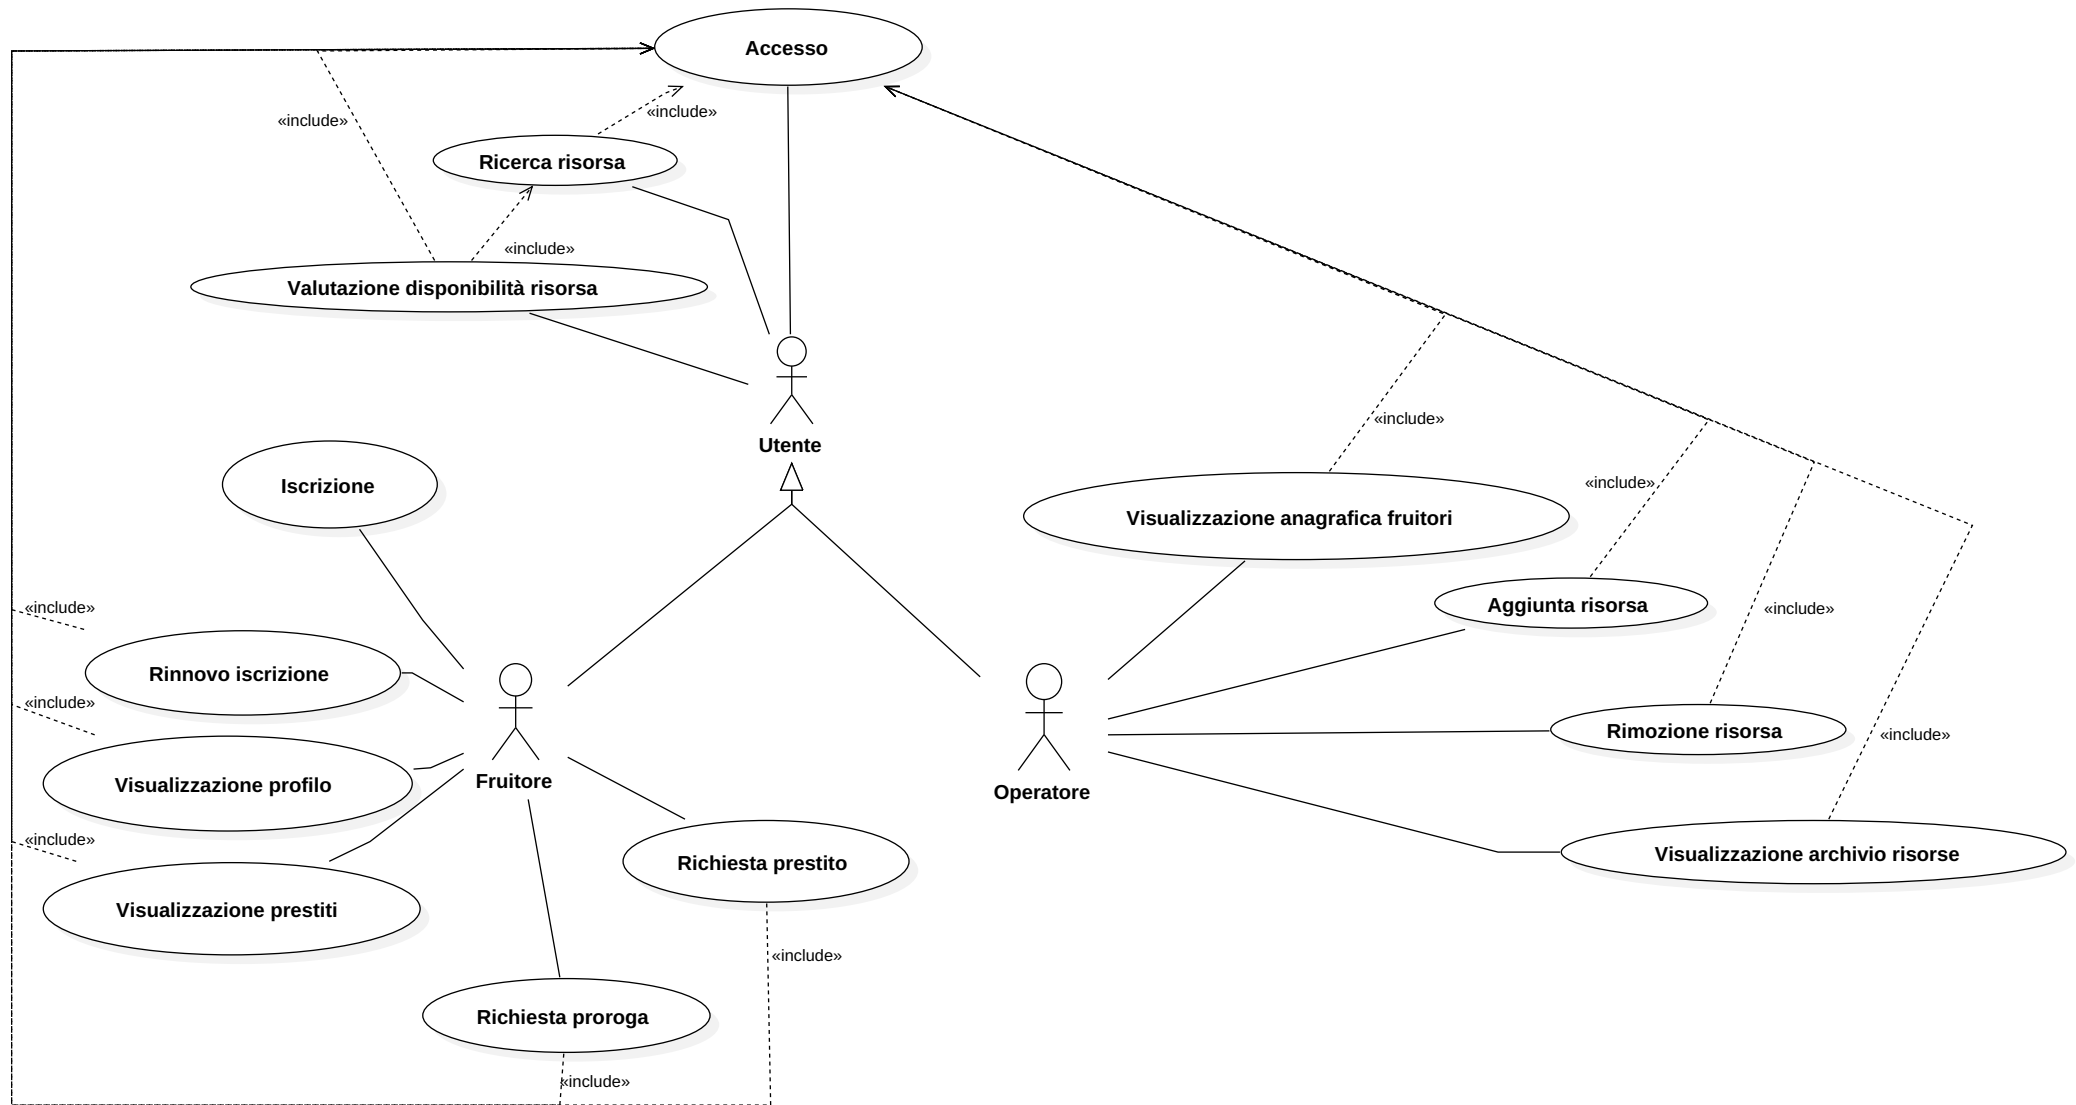 Accesso
«include»
«include»
Ricerca risorsa
«include»
Valutazione disponibilità risorsa
Utente
«include»
Iscrizione
«include»
Visualizzazione anagrafica fruitori
«include»
Aggiunta risorsa
«include»
Rinnovo iscrizione
«include»
Rimozione risorsa
«include»
Visualizzazione profilo
Fruitore
Operatore
«include»
Richiesta prestito
Visualizzazione archivio risorse
Visualizzazione prestiti
«include»
Richiesta proroga
«include»